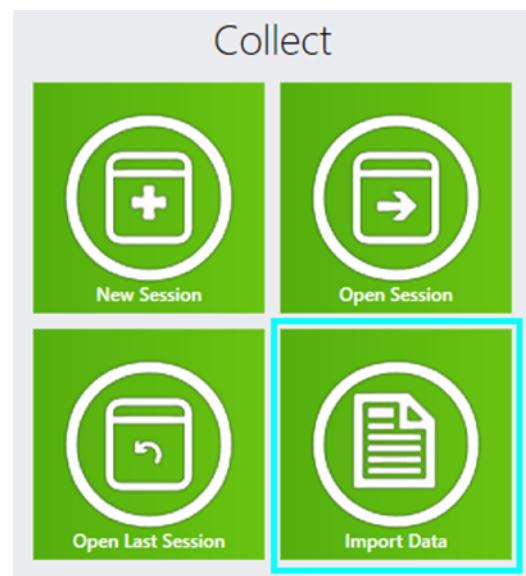 Collect
New Session
Open Session
Open Last Session
Import Data